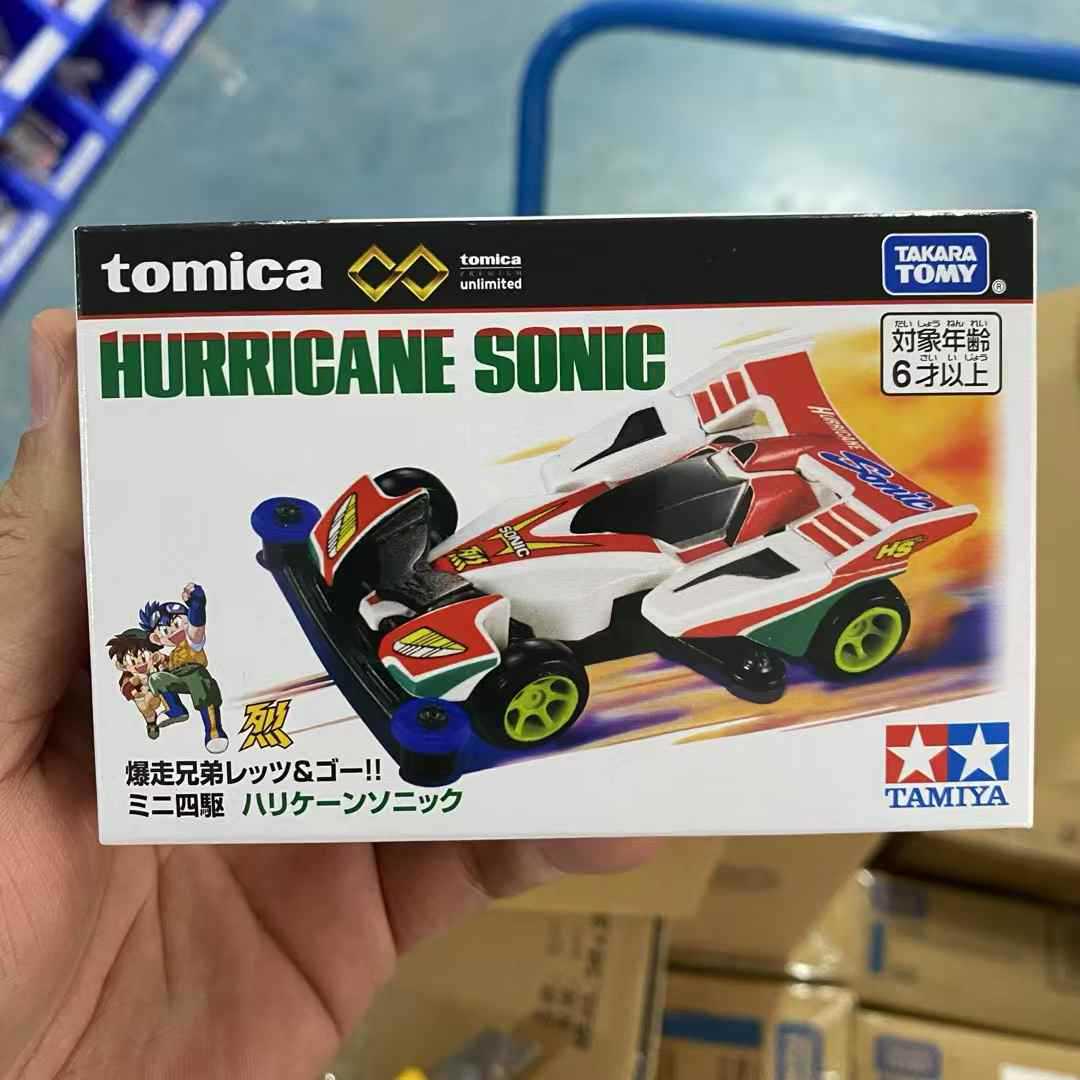 tomica
tomica
PREMIUM
unlimited
TAKARA
TOMY
®
HURRICANE SONIC
たいしょうねんれい
対象年齢
さいいじょう
6才以上
HURRICANE
Sonic
SONIC
烈
HS
烈
爆走兄弟レッツ&ゴー!!
ミニ四駆 ハリケーンソニック
TAMIYA